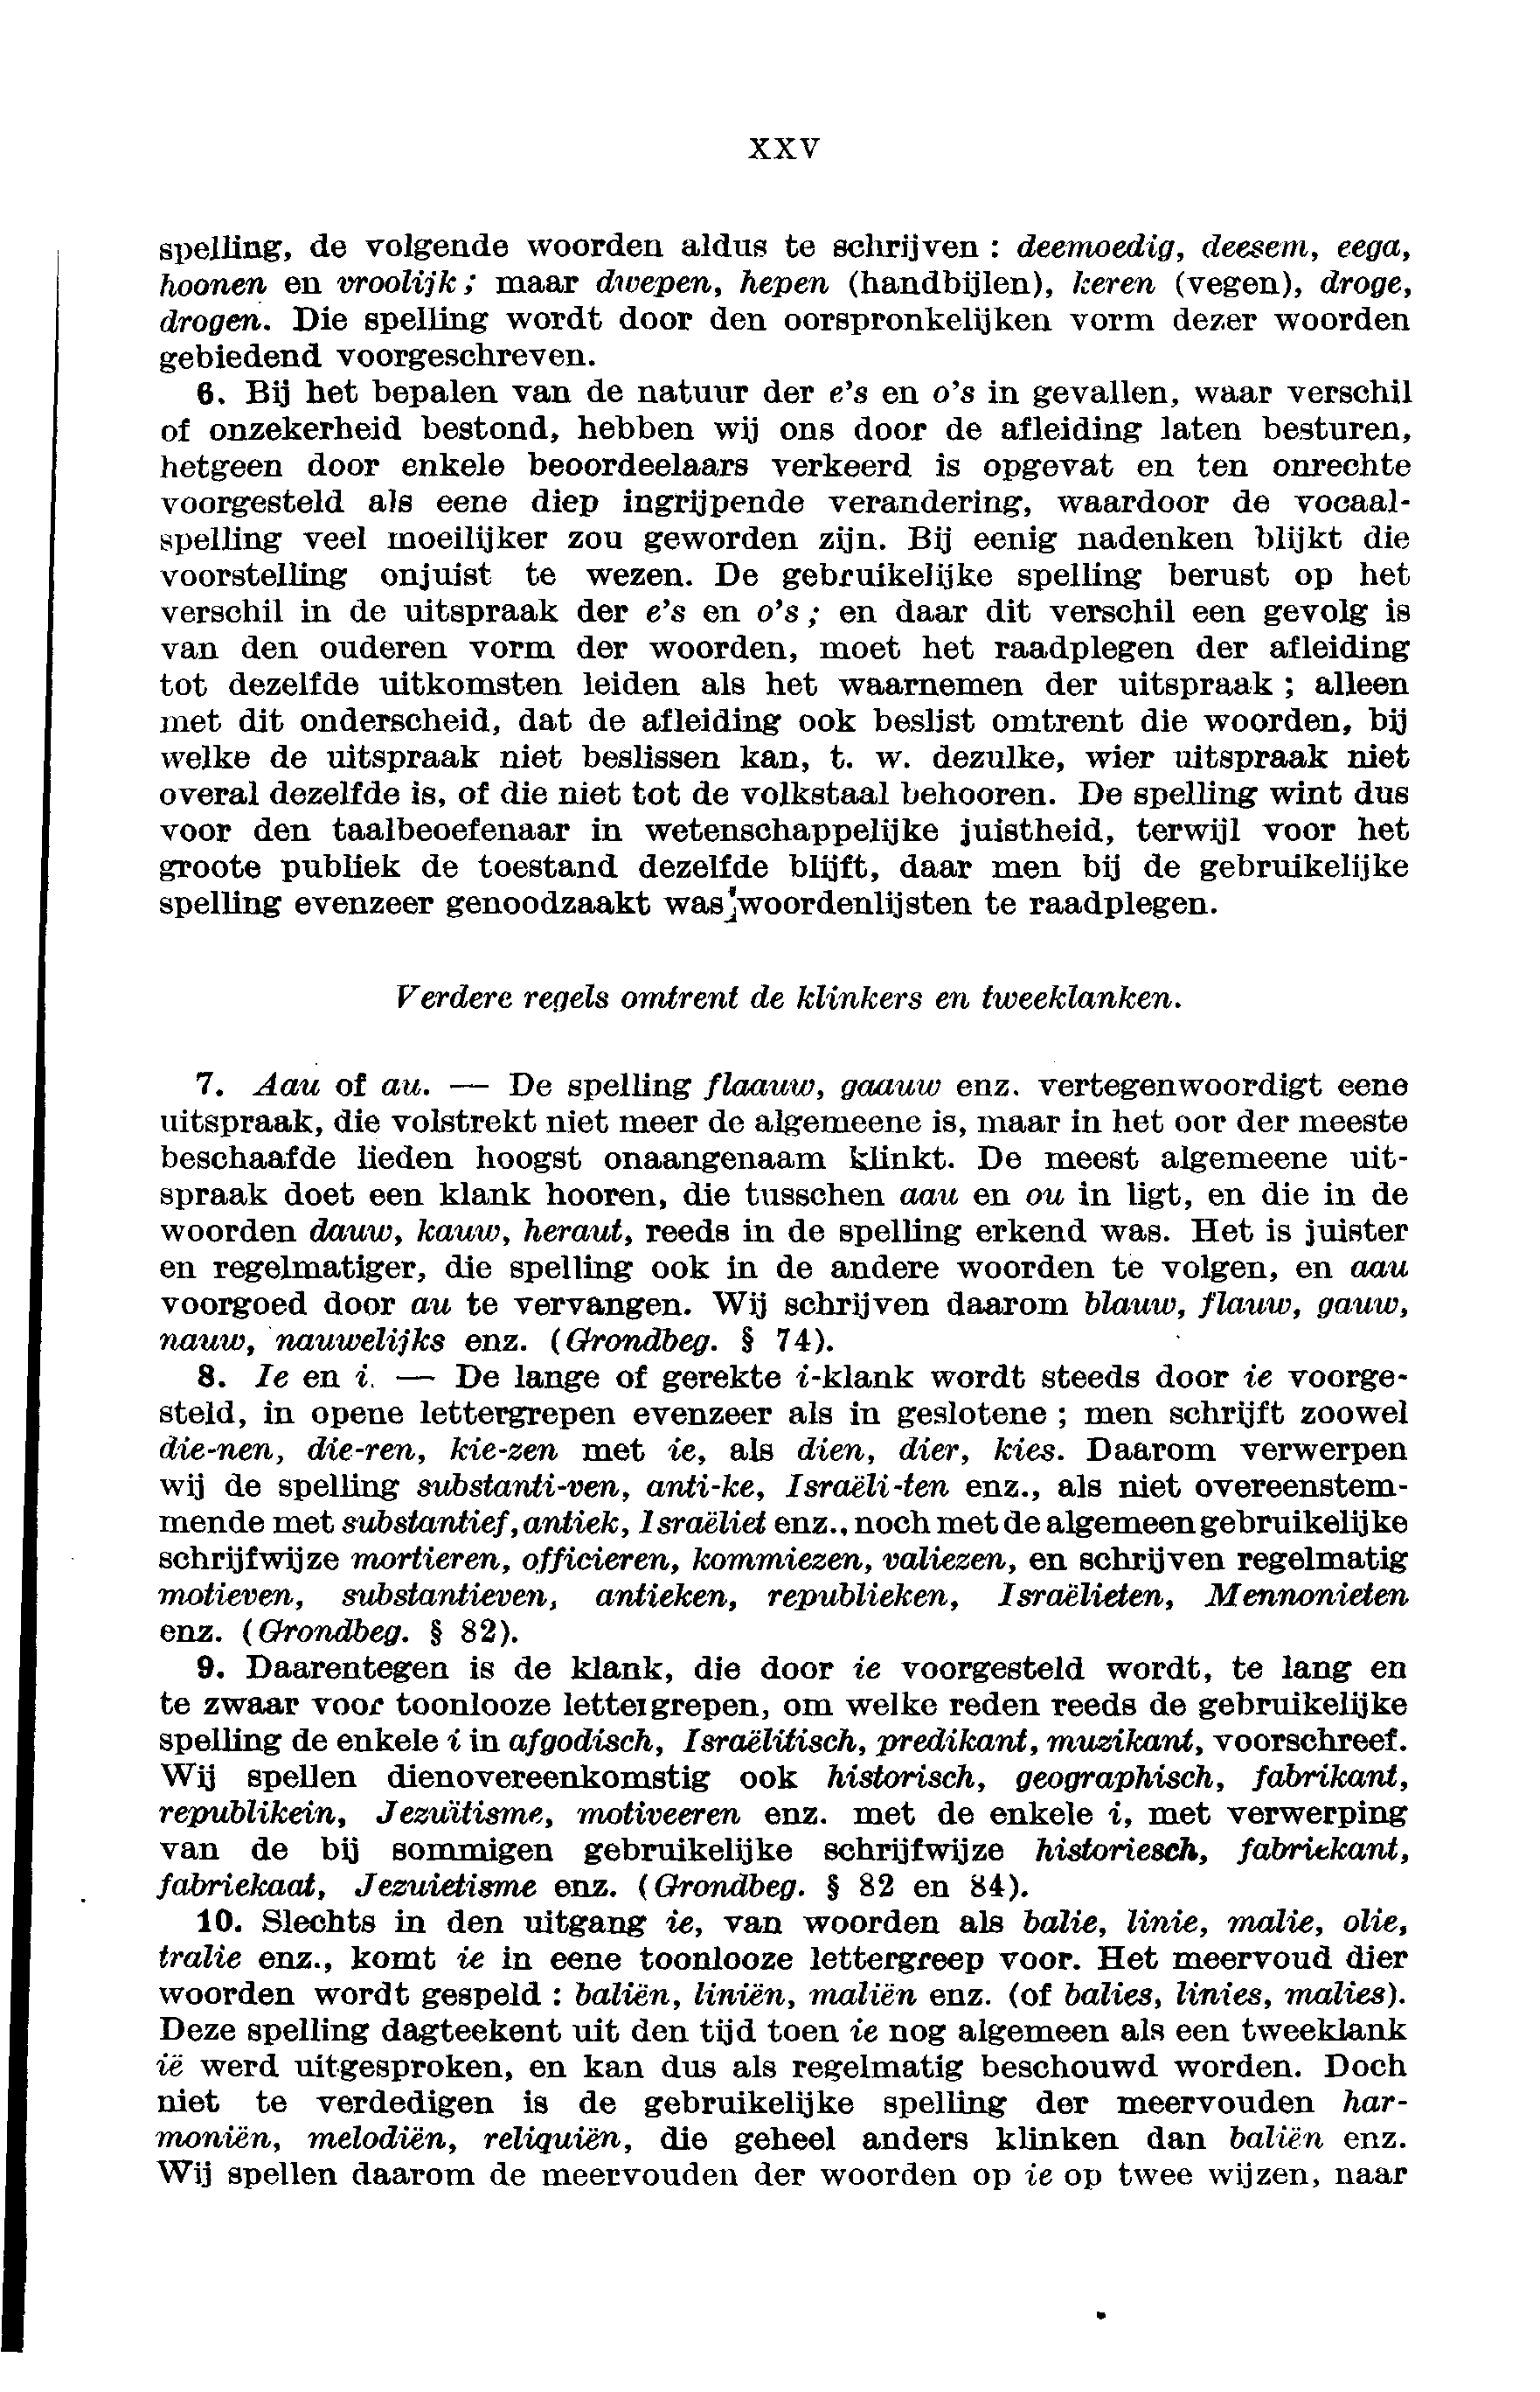 XXV
spelling, de volgende woorden aldus te schrijven : deemoedig, deesem, eega,
hoonen en vroolijk ; maar dwepen, hepen (handbijlen), keren (vegen), droge,
drogen. Die spelling wordt door den oorspronkelijken vorm dezer woorden
gebiedend voorgeschreven.
6. Bij het bepalen van de natuur der e's en o's in gevallen, waar verschil
of onzekerheid bestond, hebben wij ons door de afleiding laten besturen,
hetgeen door enkele beoordeelaars verkeerd is opgevat en ten onrechte
voorgesteld als eene diep ingrijpende verandering, waardoor de vocaal-
spelling veel moeilijker zou geworden zijn. Bij eenig nadenken blijkt die
voorstelling onjuist te wezen. De gebruikelijke spelling berust op het
verschil in de uitspraak der e's en o's ; en daar dit verschil een gevolg is
van den ouderen vorm der woorden, moet het raadplegen der afleiding
tot dezelfde uitkomsten leiden als het waarnemen der uitspraak ; alleen
met dit onderscheid, dat de afleiding ook beslist omtrent die woorden, bij
welke de uitspraak niet beslissen kan, t. w. dezulke, wier uitspraak niet
overal dezelfde is, of die niet tot de volkstaal behooren. De spelling wint dus
voor den taalbeoefenaar in wetenschappelijke juistheid, terwijl voor het
groote publiek de toestand dezelfde blijft, daar men bij de gebruikelijke
spelling evenzeer genoodzaakt was woordenlijsten te raadplegen.
Verdere regels omtrent de klinkers en tweeklanken.
7. Aau of au. — De spelling flaauw, gaauw enz. vertegenwoordigt eene
uitspraak, die volstrekt niet meer de algemeene is, maar in het oor der meeste
beschaafde lieden hoogst onaangenaam klinkt. De meest algemeene uit-
spraak doet een klank hooren, die tusschen aau en ou in ligt, en die in de
woorden dauw, kauw, heraut, reeds in de spelling erkend was. Het is juister
en regelmatiger, die spelling ook in de andere woorden te volgen, en aau
voorgoed door au te vervangen. Wij schrijven daarom blauw, flauw, gauw,
nauw, nauwelijks enz. (Grondbeg. § 74).
8. Ie en i. — De lange of gerekte i-klank wordt steeds door ie voorge-
steld, in opene lettergrepen evenzeer als in geslotene ; men schrijft zoowel
die-nen, die-ren, kie-zen met ie, als dien, dier, kies. Daarom verwerpen
wij de spelling substanti-ven, anti-ke, Israëli-ten enz., als niet overeenstem-
mende met substantief, antiek, Israëliet enz., noch met de algemeen gebruikelijke
schrijfwijze mortieren, officieren, kommiezen, valiezen, en schrijven regelmatig
motieven, substantieven, antieken, republieken, Israëlieten, Mennonieten
enz. (Grondbeg. § 82).
9. Daarentegen is de klank, die door ie voorgesteld wordt, te lang en
te zwaar voor toonlooze lettergrepen, om welke reden reeds de gebruikelijke
spelling de enkele i in afgodisch, Israëlitisch, predikant, muzikant, voorschreef.
Wij spellen dienovereenkomstig ook historisch, geographisch, fabrikant,
republikein, Jezuïtisme, motiveeren enz. met de enkele i, met verwerping
van de bij sommigen gebruikelijke schrijfwijze historiesch, fabriekant,
fabriekaat, Jezuietisme enz. (Grondbeg. § 82 en 84).
10. Slechts in den uitgang ie, van woorden als balie, linie, malie, olie,
tralie enz., komt ie in eene toonlooze lettergreep voor. Het meervoud dier
woorden wordt gespeld : baliën, liniën, maliën enz. (of balies, linies, malies).
Deze spelling dagteekent uit den tijd toen ie nog algemeen als een tweeklank
ië werd uitgesproken, en kan dus als regelmatig beschouwd worden. Doch
niet te verdedigen is de gebruikelijke spelling der meervouden har-
moniën, melodiën, reliquiën, die geheel anders klinken dan baliën enz.
Wij spellen daarom de meervouden der woorden op ie op twee wijzen, naar